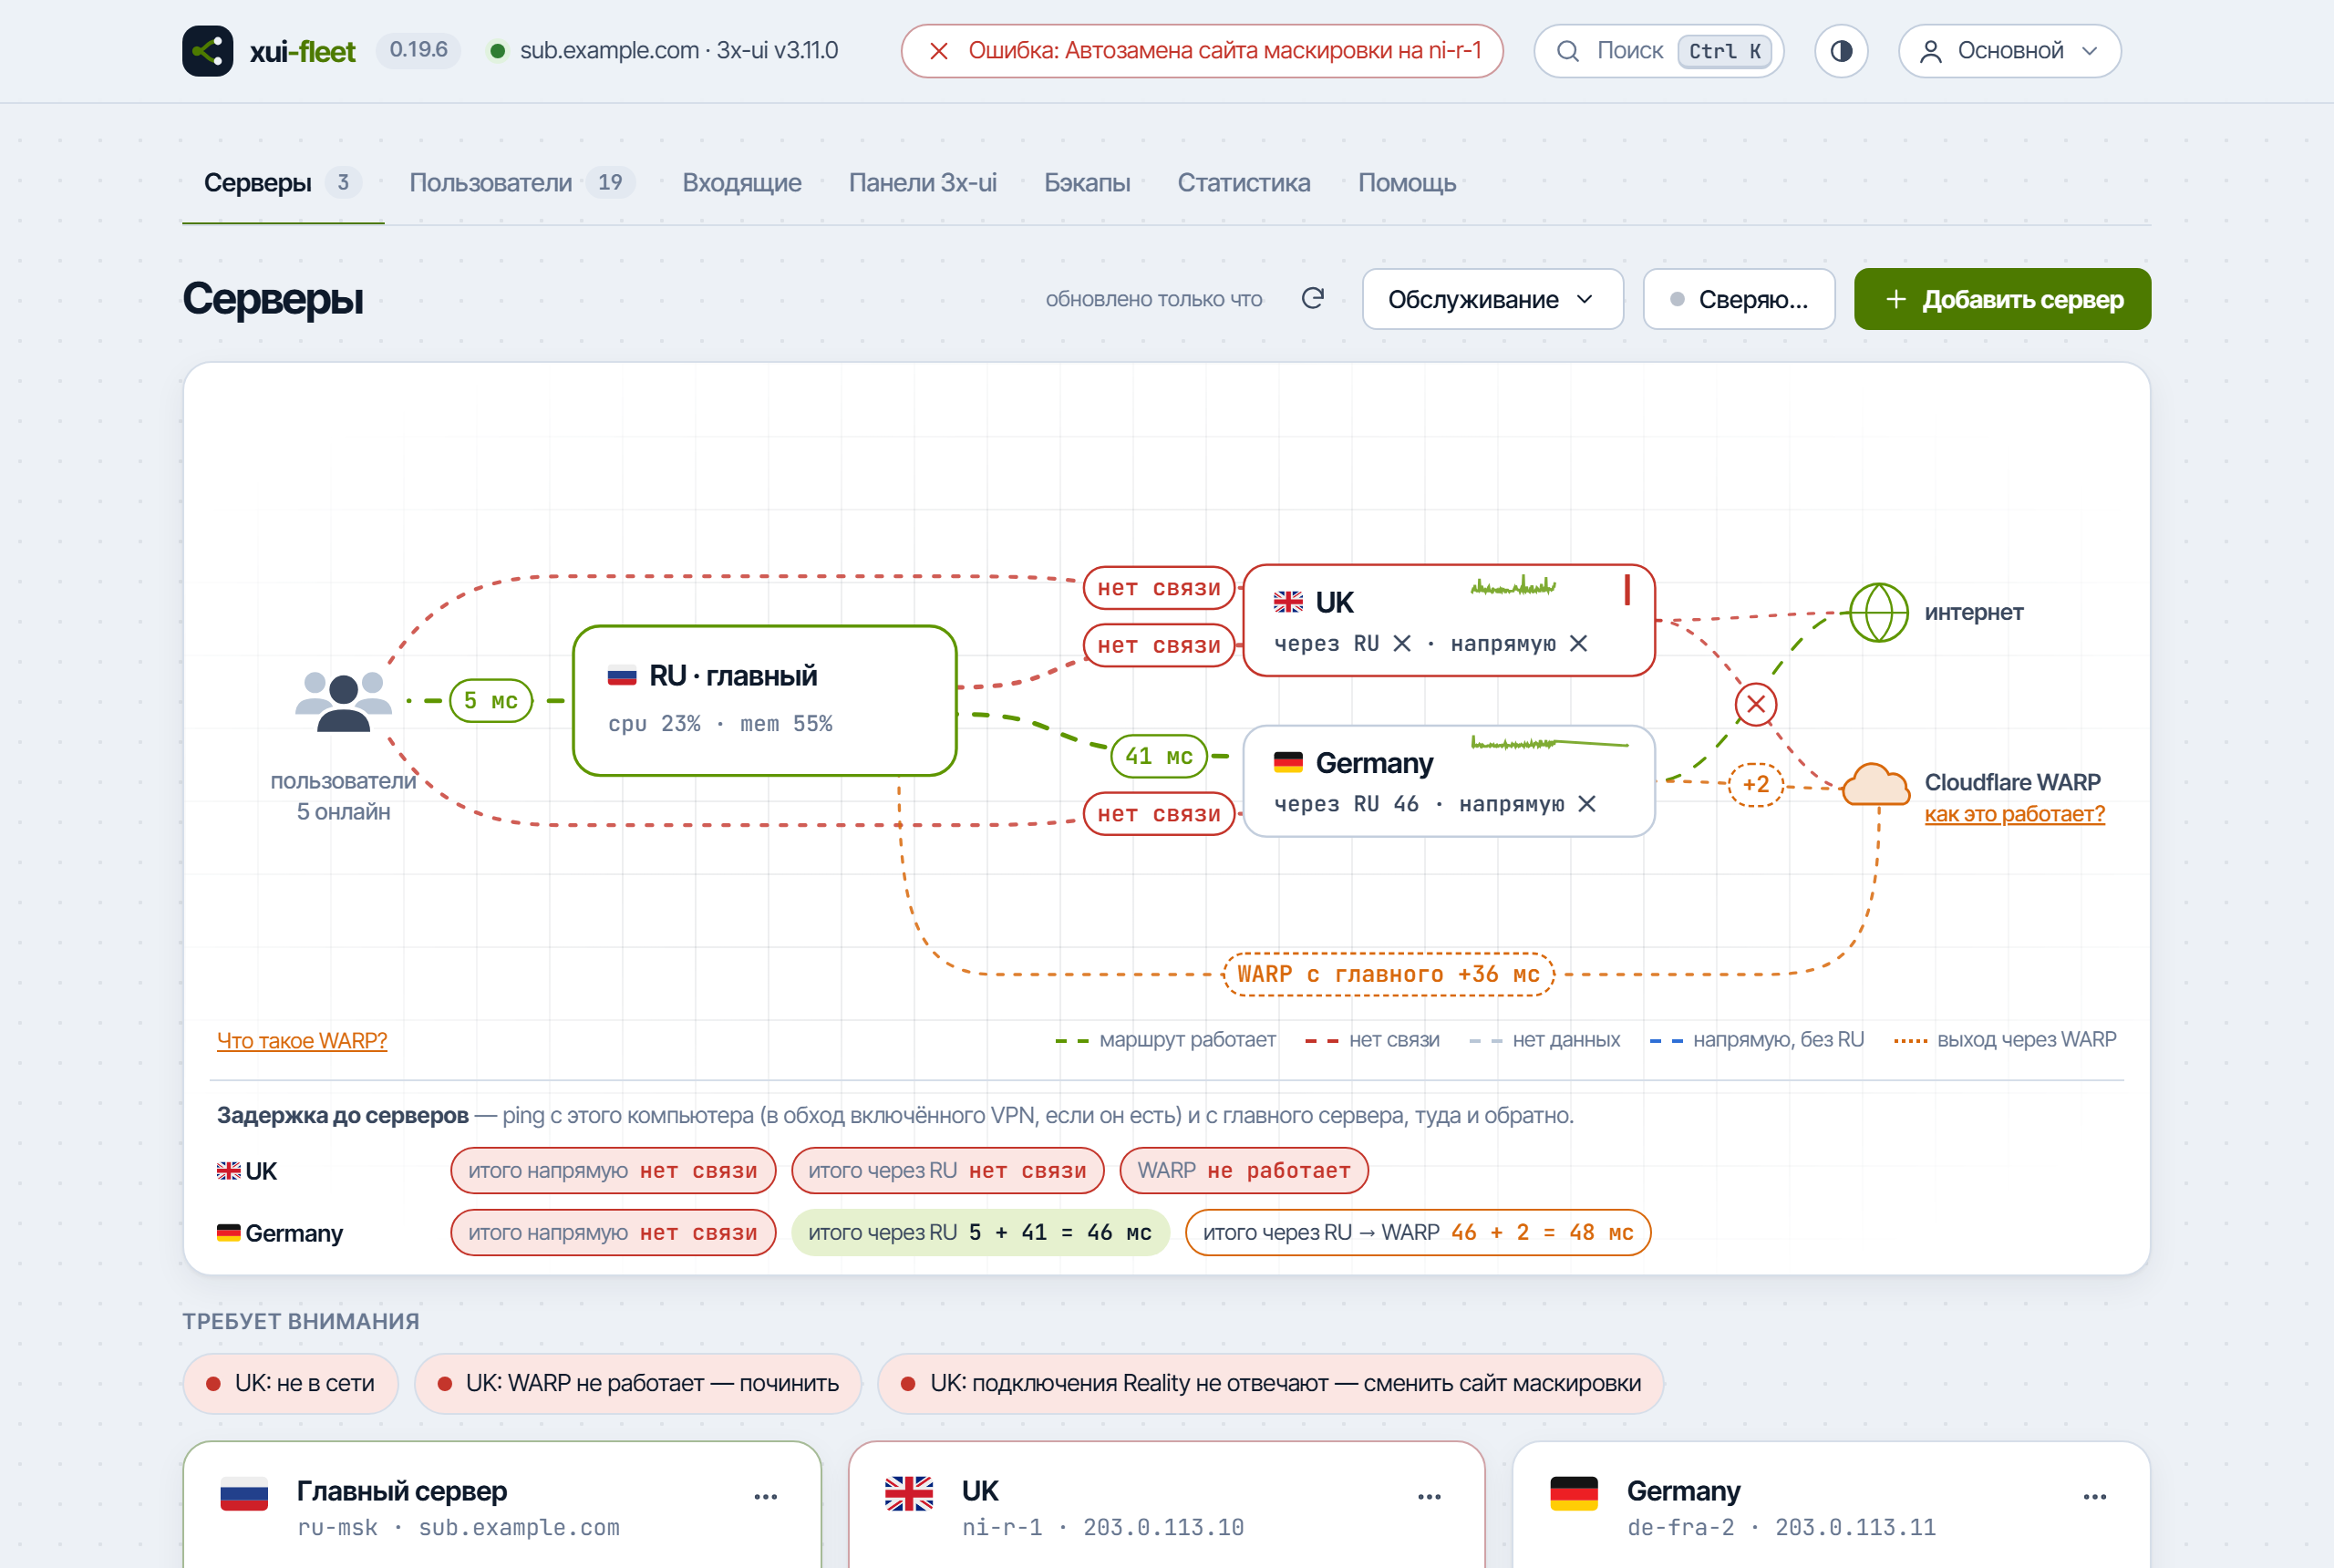 xui-fleet 0.19.6 sub.example.com · 3x-ui v3.11.0 Ошибка: Автозамена сайта маскировки на ni-r-1 Поиск Ctrl K Основной
Серверы 3 Пользователи 19 Входящие Панели 3x-ui Бэкапы Статистика Помощь
Серверы обновлено только что Обслуживание Сверяю... + Добавить сервер
нет связи
UK
интернет
нет связи
через RU ✕ · напрямую ✕
RU · главный
5 мс
cpu 23% · mem 55%
41 мс
Germany
через RU 46 · напрямую ✕
+2
Cloudflare WARP
как это работает?
пользователи
5 онлайн
нет связи
WARP с главного +36 мс
Что такое WARP? маршрут работает нет связи нет данных напрямую, без RU выход через WARP
Задержка до серверов — ping с этого компьютера (в обход включённого VPN, если он есть) и с главного сервера, туда и обратно.
UK итого напрямую нет связи итого через RU нет связи WARP не работает
Germany итого напрямую нет связи итого через RU 5 + 41 = 46 мс итого через RU → WARP 46 + 2 = 48 мс
ТРЕБУЕТ ВНИМАНИЯ
UK: не в сети UK: WARP не работает — починить UK: подключения Reality не отвечают — сменить сайт маскировки
Главный сервер
ru-msk · sub.example.com
UK
ni-r-1 · 203.0.113.10
Germany
de-fra-2 · 203.0.113.11